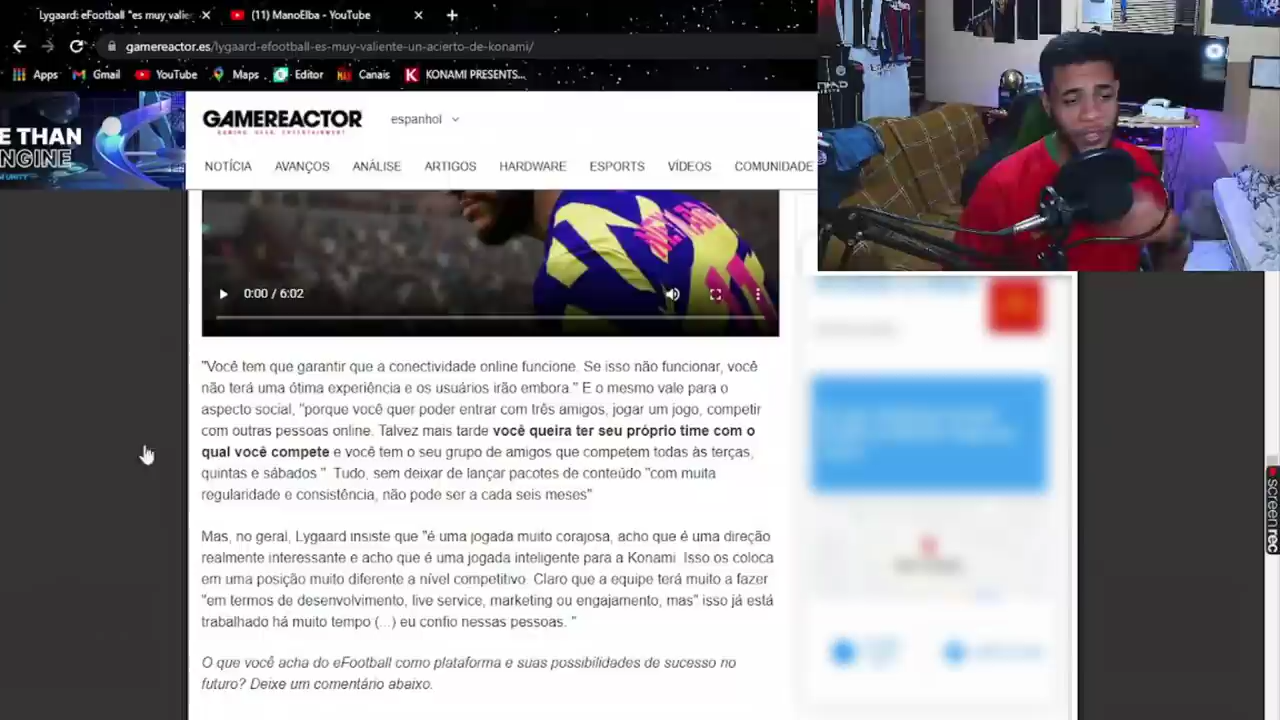 Lygaard: eFootball "es muy valie
(11) ManoElba - YouTube
gamereactor.es/lygaard-efootball-es-muy-valiente-un-acierto-de-konami/
Apps Gmail YouTube Maps Editor Canais KONAMI PRESENTS...
E THAN
NGINE
GAMEREACTOR
GAMING. GEAR. ENTERTAINMENT.
espanhol
NOTÍCIA AVANÇOS ANÁLISE ARTIGOS HARDWARE ESPORTS VÍDEOS COMUNIDADE
0:00 / 6:02
"Você tem que garantir que a conectividade online funcione. Se isso não funcionar, você
não terá uma ótima experiência e os usuários irão embora." E o mesmo vale para o
aspecto social, "porque você quer poder entrar com três amigos, jogar um jogo, competir
com outras pessoas online. Talvez mais tarde você queira ter seu próprio time com o
qual você compete e você tem o seu grupo de amigos que competem todas às terças,
quintas e sábados " Tudo, sem deixar de lançar pacotes de conteúdo "com muita
regularidade e consistência, não pode ser a cada seis meses"
Mas, no geral, Lygaard insiste que "é uma jogada muito corajosa, acho que é uma direção
realmente interessante e acho que é uma jogada inteligente para a Konami. Isso os coloca
em uma posição muito diferente a nível competitivo. Claro que a equipe terá muito a fazer
"em termos de desenvolvimento, live service, marketing ou engajamento, mas" isso já está
trabalhado há muito tempo (...) eu confio nessas pessoas. "
O que você acha do eFootball como plataforma e suas possibilidades de sucesso no
futuro? Deixe um comentário abaixo.
screenrec